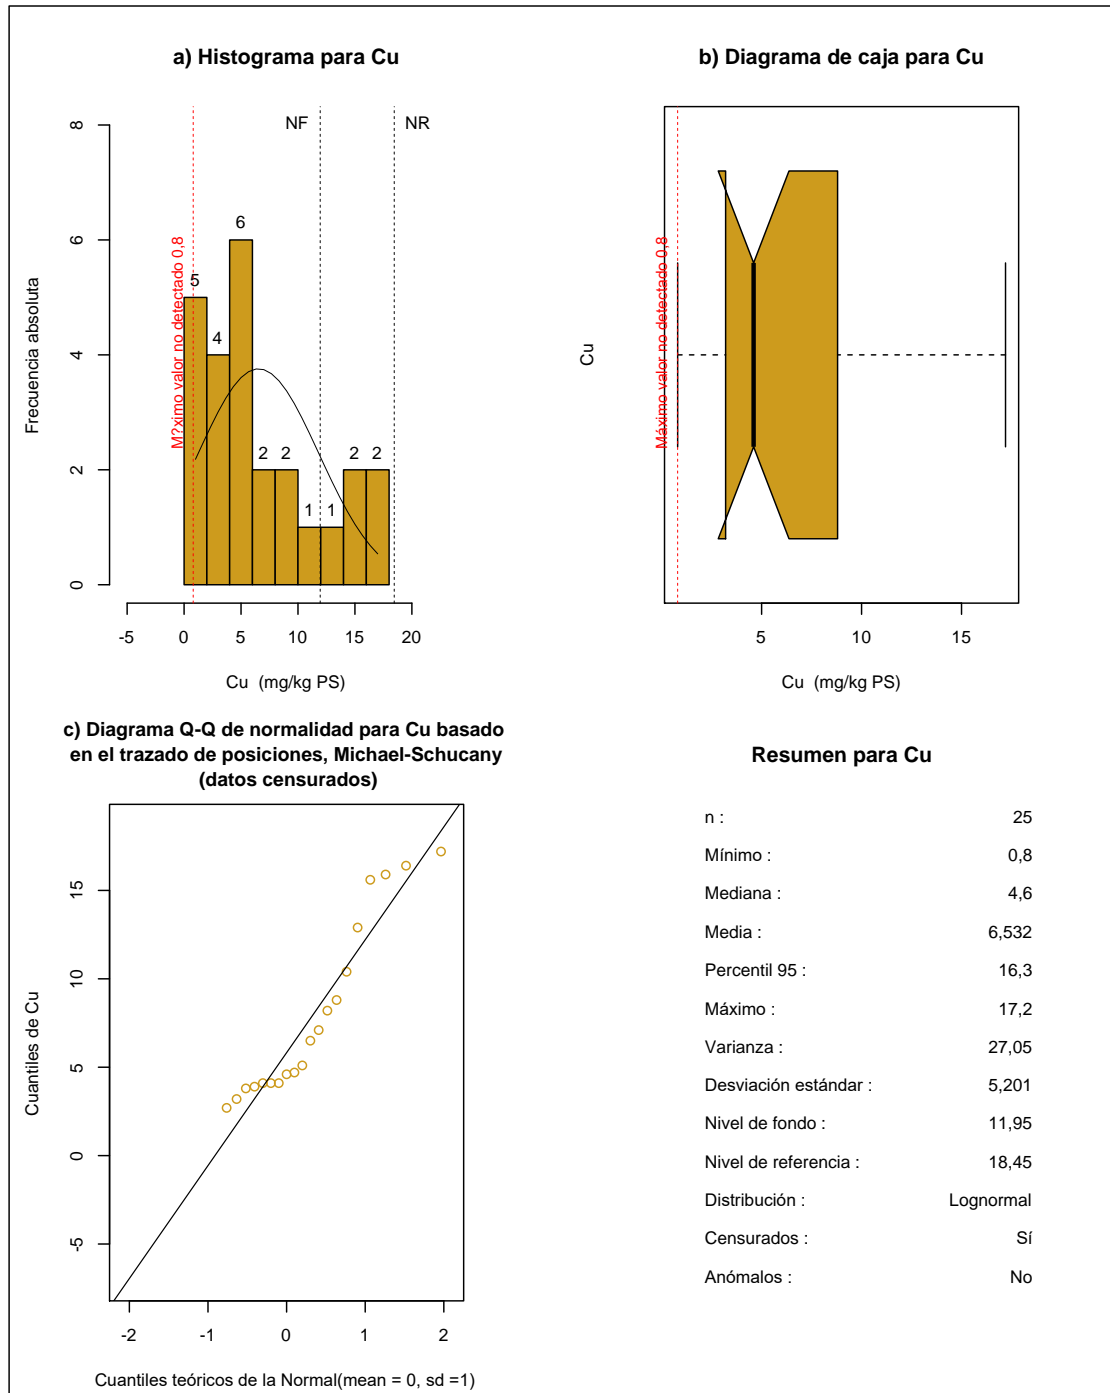 a) Histograma para Cu
NF
NR
8
6
4
2
0
Frecuencia absoluta
M?ximo valor no detectado 0,8
5
4
6
2
2
1
1
2
2
-5
0
5
10
15
20
Cu (mg/kg PS)
b) Diagrama de caja para Cu
Cu
Máximo valor no detectado 0,8
5
10
15
Cu (mg/kg PS)
c) Diagrama Q-Q de normalidad para Cu basado
en el trazado de posiciones, Michael-Schucany
(datos censurados)
Cuantiles de Cu
15
10
5
0
-5
-2
-1
0
1
2
Cuantiles teóricos de la Normal(mean = 0, sd =1)
Resumen para Cu
n : 25
Mínimo : 0,8
Mediana : 4,6
Media : 6,532
Percentil 95 : 16,3
Máximo : 17,2
Varianza : 27,05
Desviación estándar : 5,201
Nivel de fondo : 11,95
Nivel de referencia : 18,45
Distribución : Lognormal
Censurados : Sí
Anómalos : No